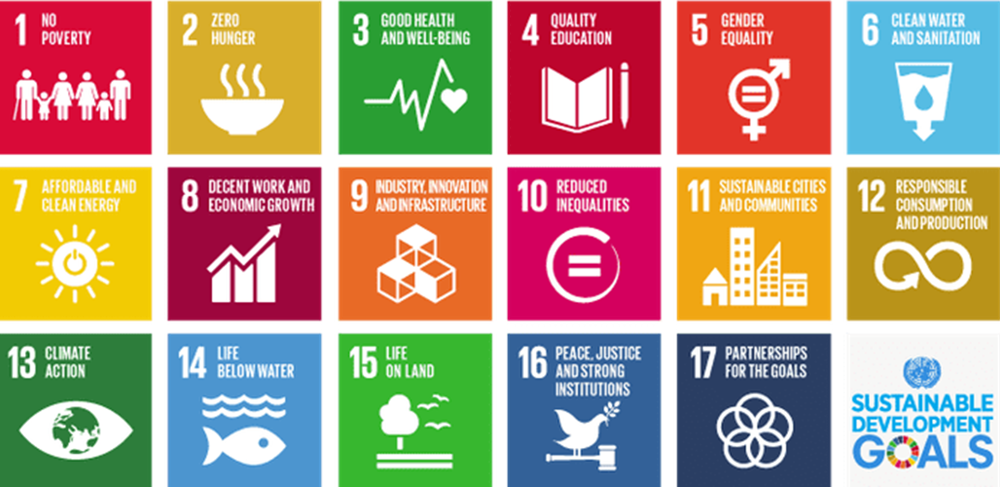 1 NO
POVERTY
2 ZERO
HUNGER
3 GOOD HEALTH
AND WELL-BEING
4 QUALITY
EDUCATION
5 GENDER
EQUALITY
6 CLEAN WATER
AND SANITATION
7 AFFORDABLE AND
CLEAN ENERGY
8 DECENT WORK AND
ECONOMIC GROWTH
9 INDUSTRY, INNOVATION
AND INFRASTRUCTURE
10 REDUCED
INEQUALITIES
11 SUSTAINABLE CITIES
AND COMMUNITIES
12 RESPONSIBLE
CONSUMPTION
AND PRODUCTION
13 CLIMATE
ACTION
14 LIFE
BELOW WATER
15 LIFE
ON LAND
16 PEACE, JUSTICE
AND STRONG
INSTITUTIONS
17 PARTNERSHIPS
FOR THE GOALS
SUSTAINABLE
DEVELOPMENT
GOALS